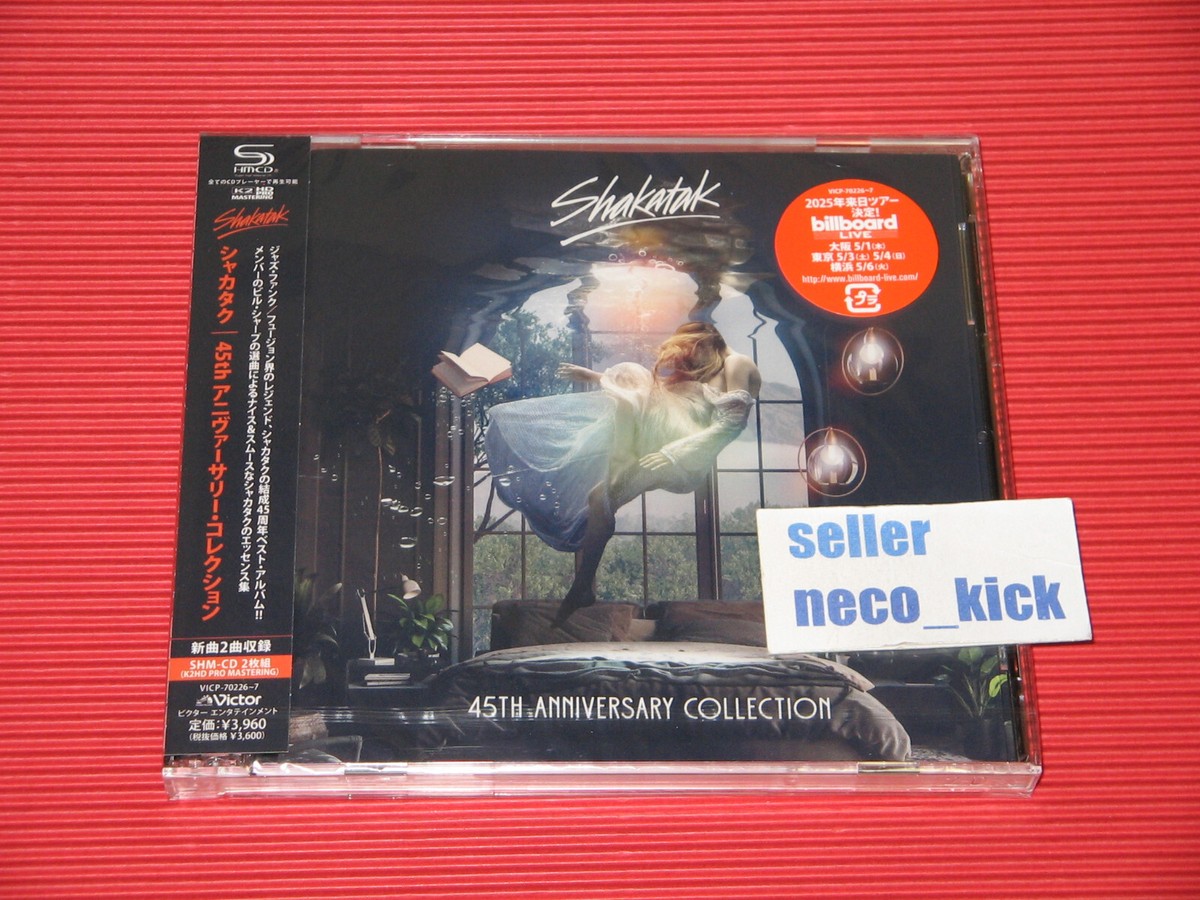 SHM-CD
全てのCDプレーヤーで再生可能
K2 HD PRO MASTERING
Shakatak
シャカタク | 45th アニヴァーサリー・コレクション
ジャズ・ファンク/フュージョン界のレジェンド、シャカタクの結成45周年ベスト・アルバム!!
メンバーのビル・シャープの選曲によるナイス&スムースなシャカタクのエッセンス集
新曲2曲収録
SHM-CD 2枚組
(K2HD PRO MASTERING)
VICP-70226~7
Victor
ビクター エンタテインメント
定価:¥3,960
(税抜価格 ¥3,600)
Shakatak
VICP-70226~7
2025年来日ツアー
決定!
billboard
LIVE
大阪 5/1(木)
東京 5/3(土) 5/4(日)
横浜 5/6(火)
http://www.billboard-live.com/
プラ
seller
neco_kick
45TH ANNIVERSARY COLLECTION